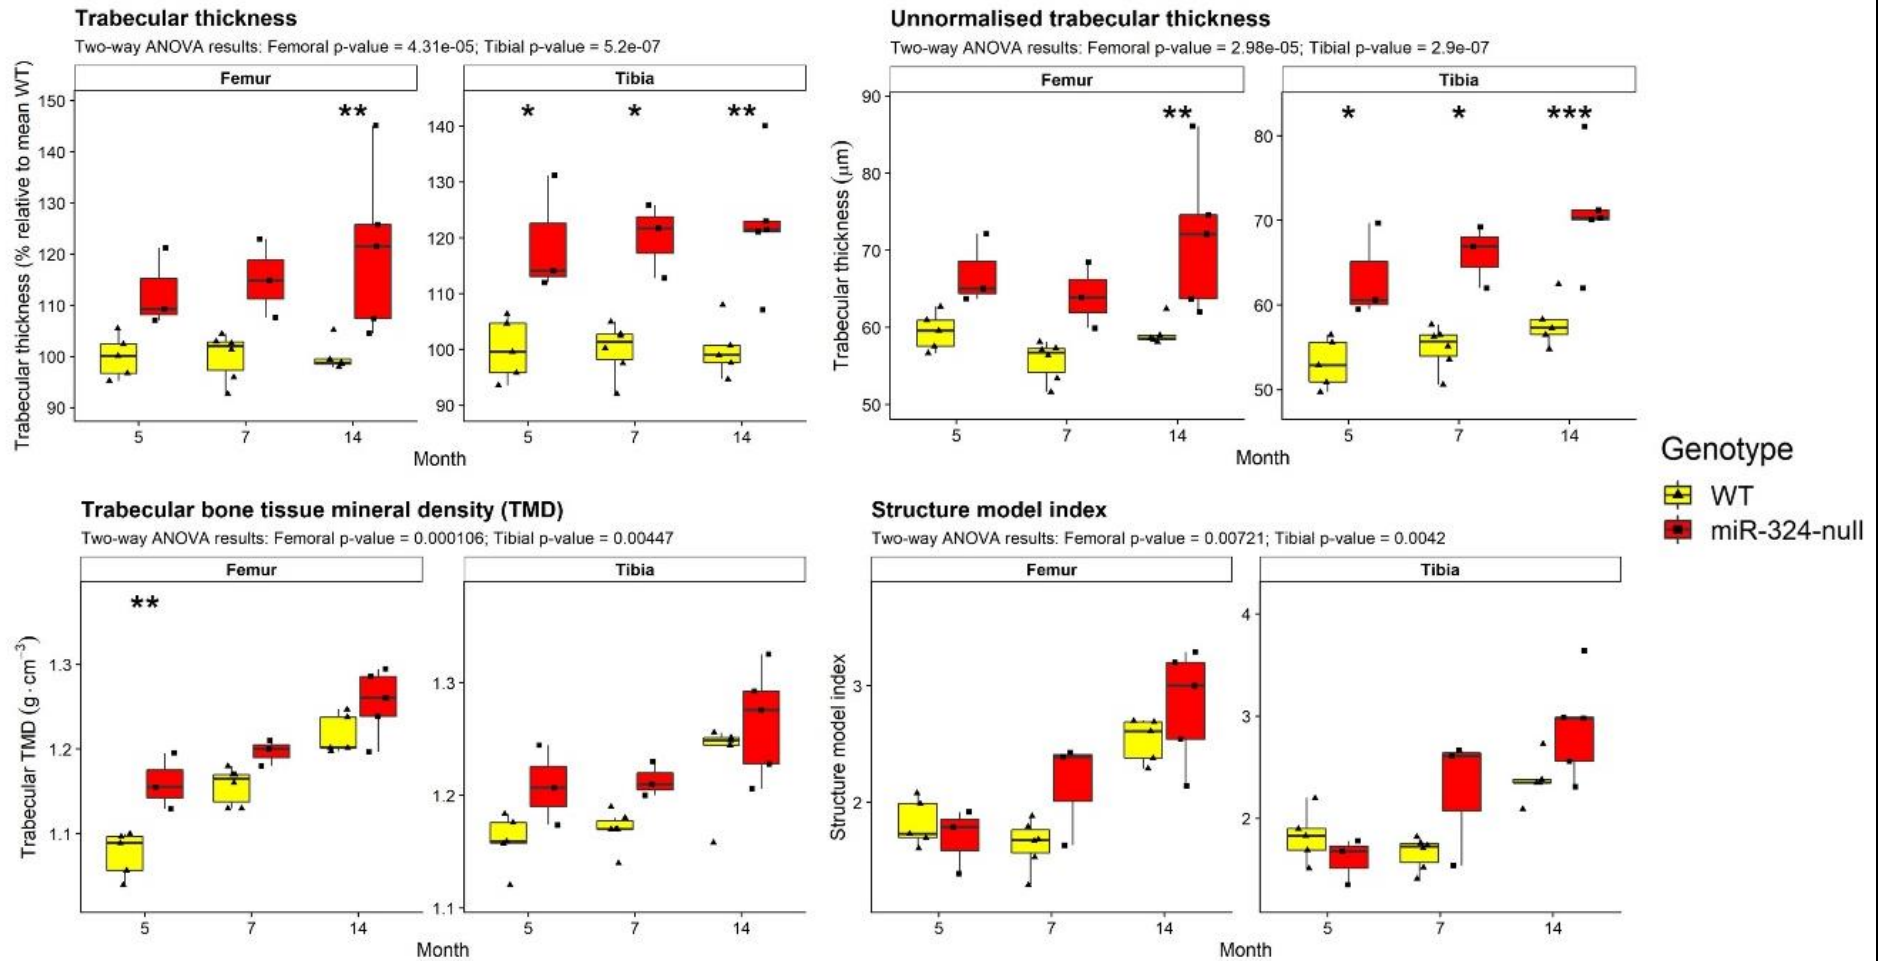 Trabecular thickness
Two-way ANOVA results: Femoral p-value = 4.31e-05; Tibial p-value = 5.2e-07
Femur
Tibia
Trabecular thickness (% relative to mean WT)
150
140
130
120
110
100
90
**
140
130
120
110
100
90
*
*
**
5
7
14
5
7
14
Month
Unnormalised trabecular thickness
Two-way ANOVA results: Femoral p-value = 2.98e-05; Tibial p-value = 2.9e-07
Femur
Tibia
Trabecular thickness (μm)
90
80
70
60
50
**
80
70
60
50
*
*
***
5
7
14
5
7
14
Month
Trabecular bone tissue mineral density (TMD)
Two-way ANOVA results: Femoral p-value = 0.000106; Tibial p-value = 0.00447
Femur
Tibia
Trabecular TMD (g·cm⁻³)
1.3
1.2
1.1
**
1.3
1.2
1.1
5
7
14
5
7
14
Month
Structure model index
Two-way ANOVA results: Femoral p-value = 0.00721; Tibial p-value = 0.0042
Femur
Tibia
Structure model index
3
2
4
3
2
5
7
14
5
7
14
Month
Genotype
WT
miR-324-null